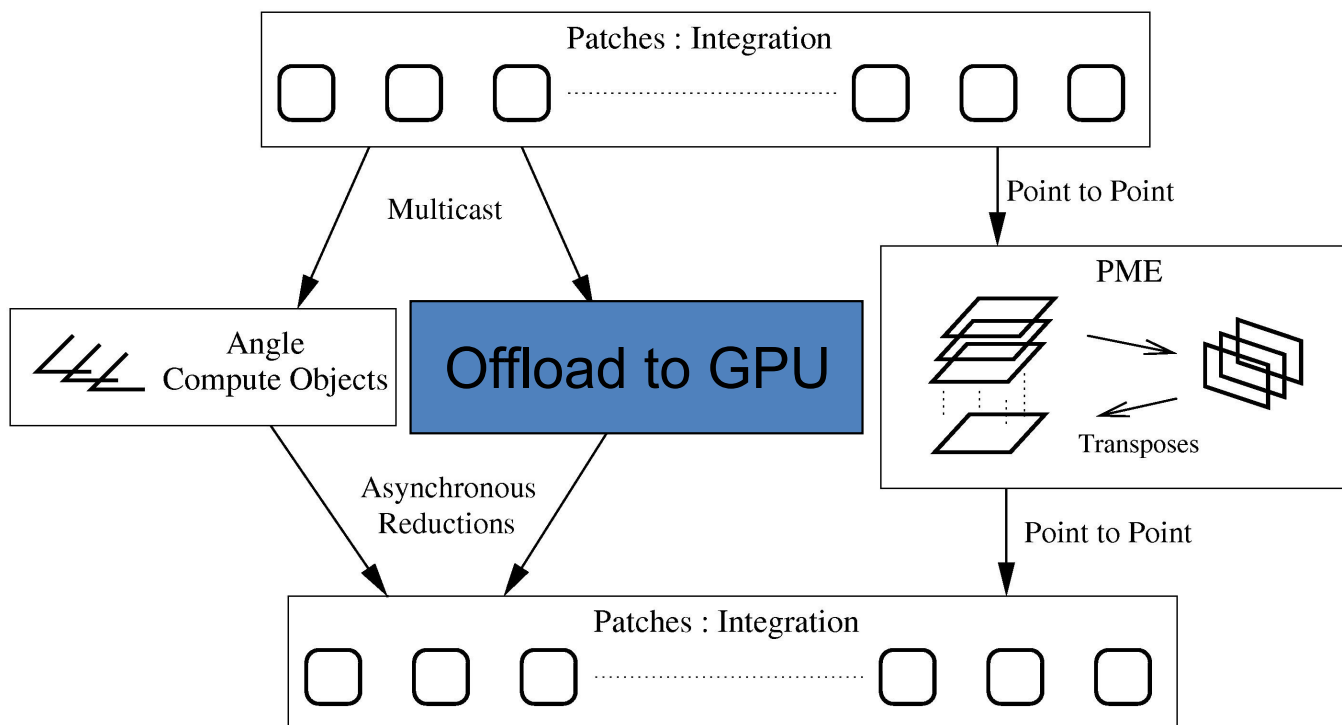 Patches : Integration
Multicast
Point to Point
PME
Angle
Compute Objects
Offload to GPU
Transposes
Asynchronous
Reductions
Point to Point
Patches : Integration